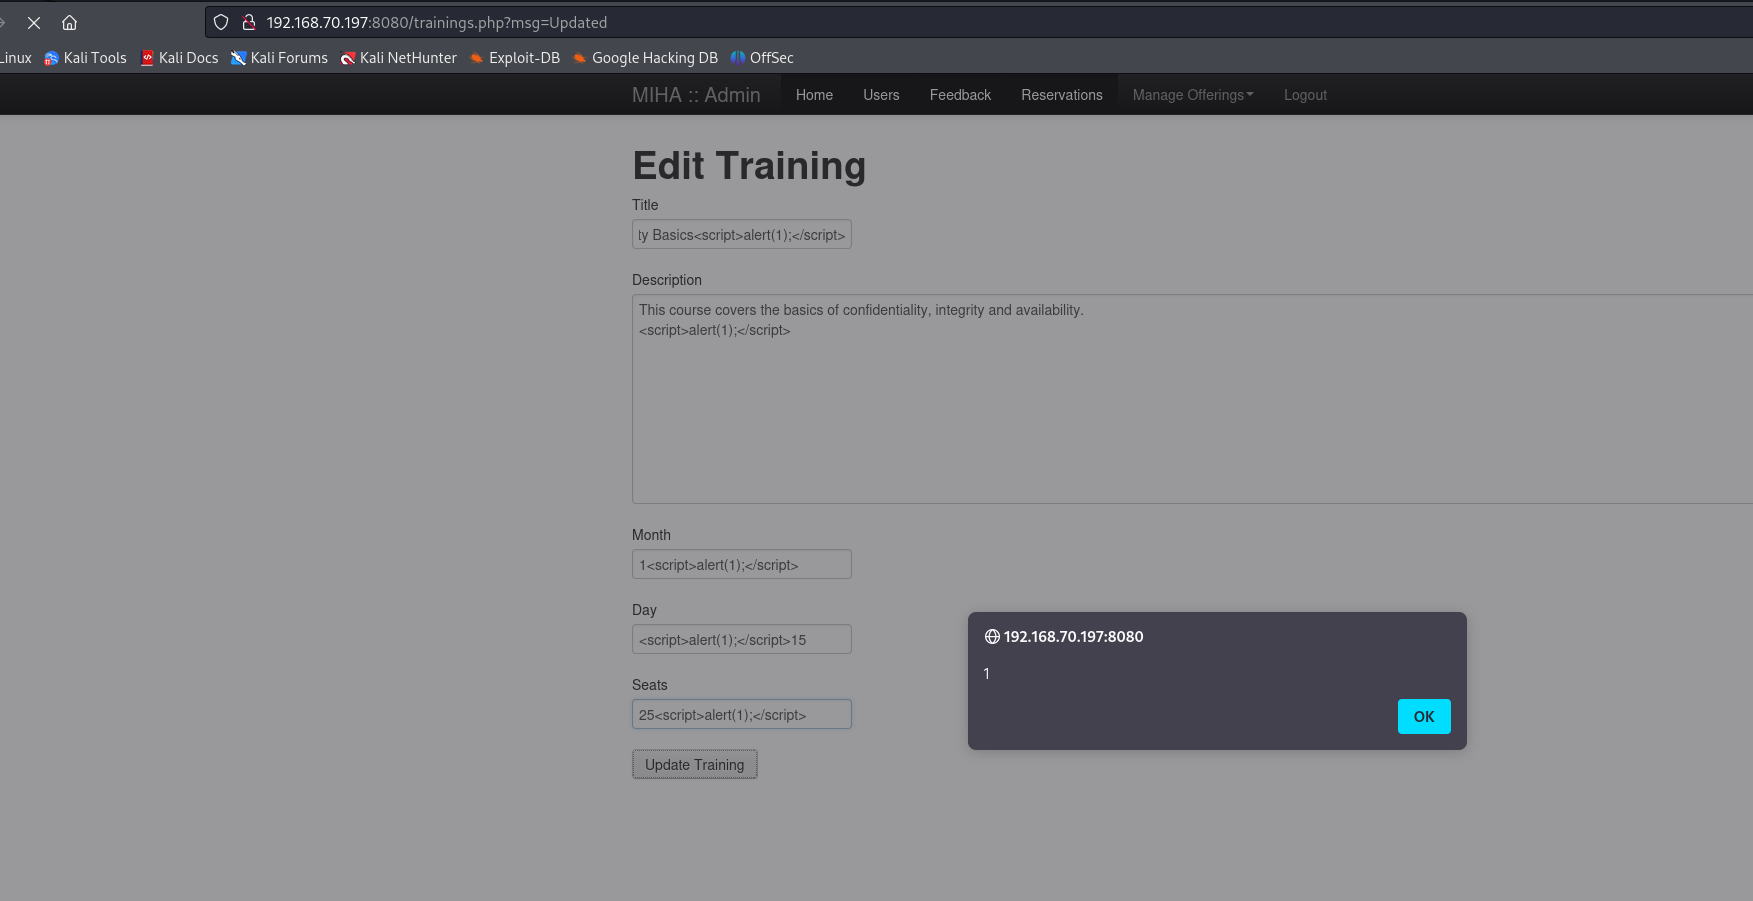 192.168.70.197:8080/trainings.php?msg=Updated
Linux Kali Tools Kali Docs Kali Forums Kali NetHunter Exploit-DB Google Hacking DB OffSec
MIHA :: Admin Home Users Feedback Reservations Manage Offerings Logout
Edit Training
Title
ty Basics<script>alert(1);</script>
Description
This course covers the basics of confidentiality, integrity and availability.
<script>alert(1);</script>
Month
1<script>alert(1);</script>
Day
<script>alert(1);</script>15
192.168.70.197:8080
1
Seats
25<script>alert(1);</script>
OK
Update Training